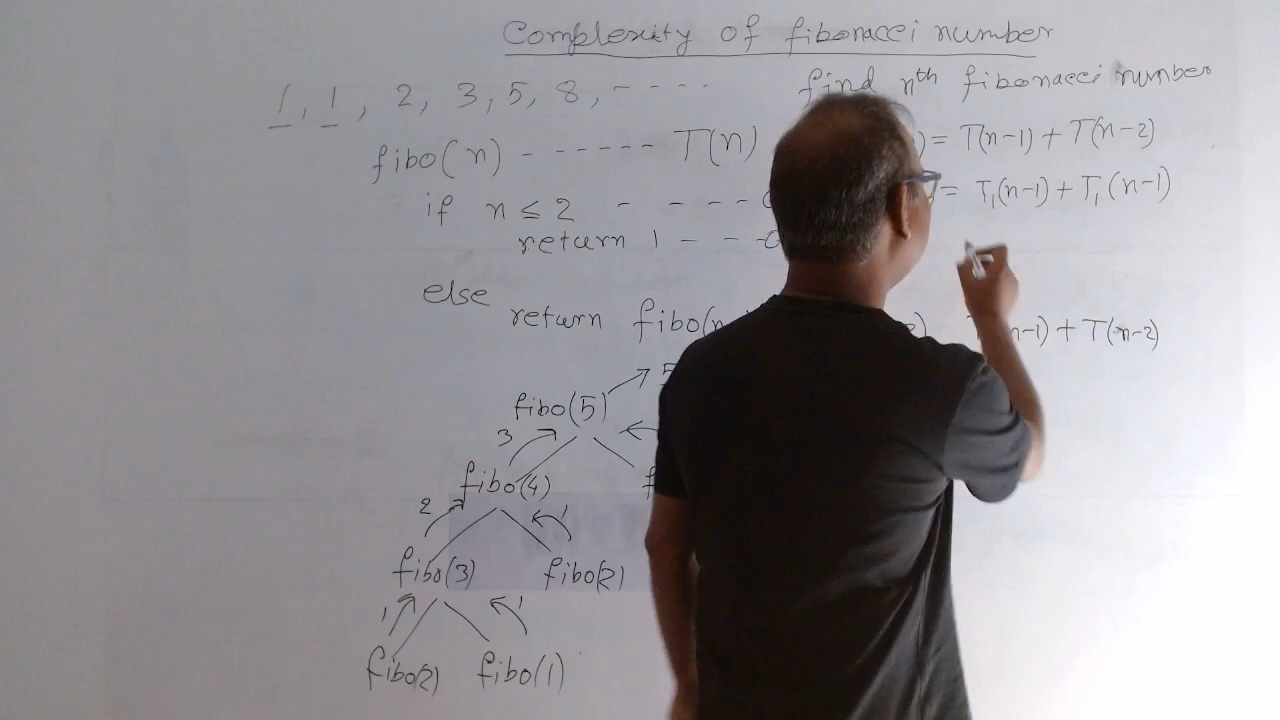 Complexity of fibonacci number
1, 1, 2, 3, 5, 8, - - - -
find nth fibonacci number
fibo(n) - - - - - - T(n)
) = T(n-1) + T(n-2)
if n ≤ 2 - - - -
= T₁(n-1) + T₁(n-1)
return 1 - - -
else
return fibo(n
(n-1) + T(n-2)
fibo(5)
3
fibo(4)
2 1
fibo(3) fibo(2)
1 1
fibo(2) fibo(1)